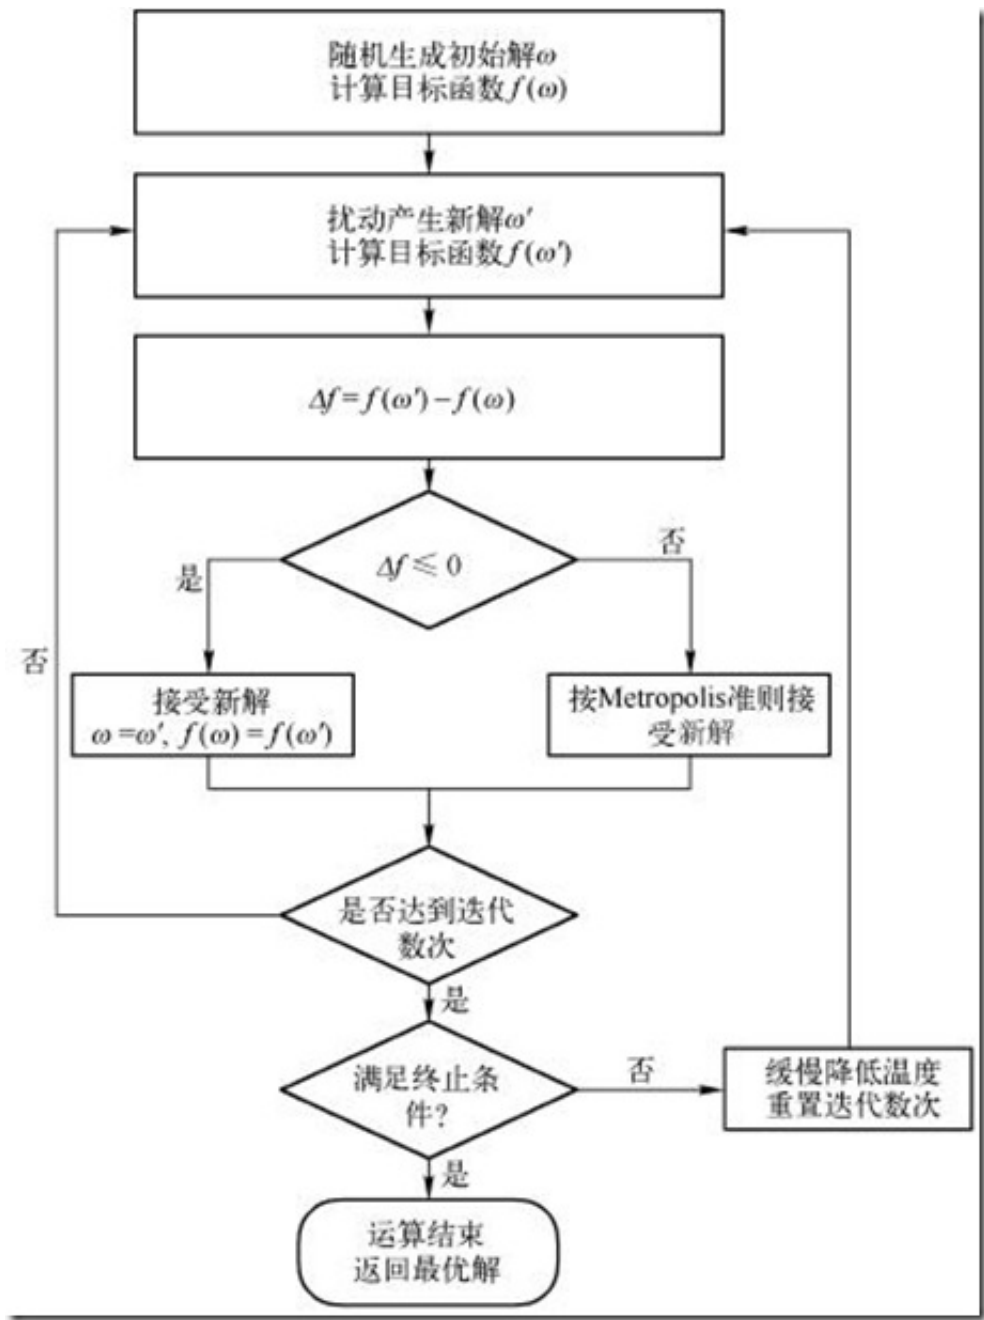 随机生成初始解ω
计算目标函数f(ω)
扰动产生新解ω′
计算目标函数f(ω′)
Δf=f(ω′)−f(ω)
Δf≤0
是
否
接受新解
ω=ω′, f(ω)=f(ω′)
按Metropolis准则接
受新解
否
是否达到迭代
数次
是
满足终止条
件?
否
缓慢降低温度
重置迭代数次
是
运算结束
返回最优解